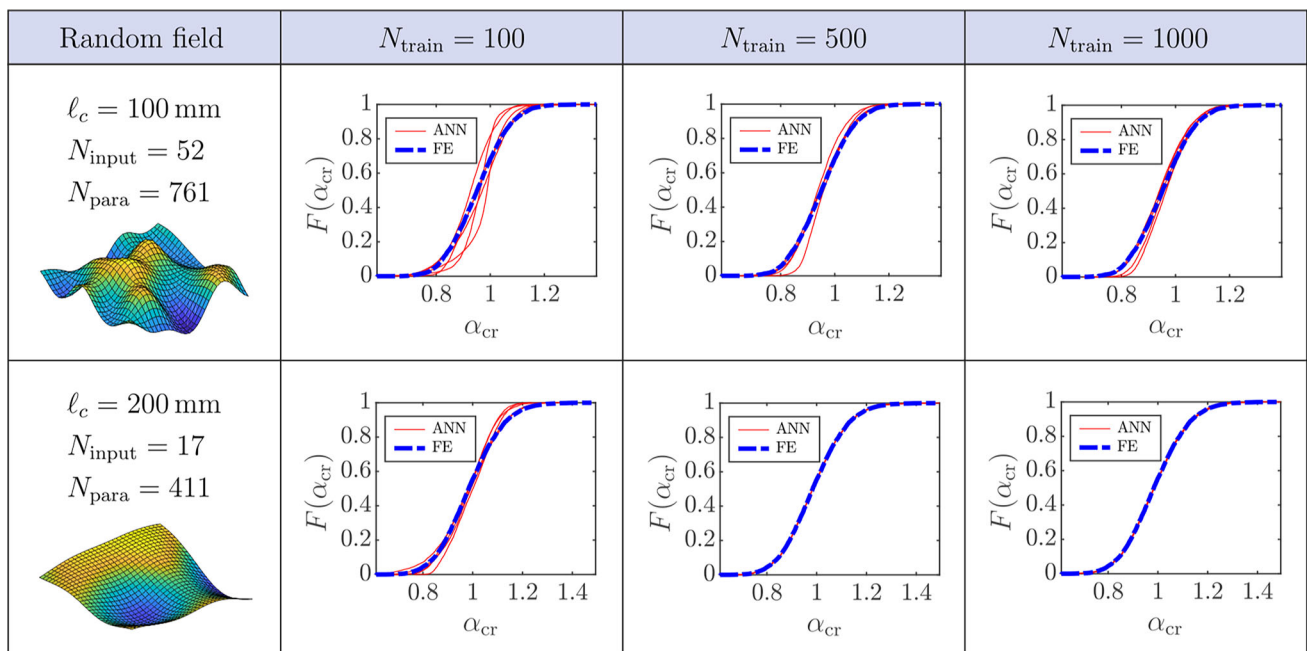 Random field
N_train = 100
N_train = 500
N_train = 1000
ℓ_c = 100 mm
N_input = 52
N_para = 761
1
0.8
0.6
0.4
0.2
0
F(α_cr)
ANN
FE
0.8 1 1.2
α_cr
1
0.8
0.6
0.4
0.2
0
F(α_cr)
ANN
FE
0.8 1 1.2
α_cr
1
0.8
0.6
0.4
0.2
0
F(α_cr)
ANN
FE
0.8 1 1.2
α_cr
ℓ_c = 200 mm
N_input = 17
N_para = 411
1
0.8
0.6
0.4
0.2
0
F(α_cr)
ANN
FE
0.8 1 1.2 1.4
α_cr
1
0.8
0.6
0.4
0.2
0
F(α_cr)
ANN
FE
0.8 1 1.2 1.4
α_cr
1
0.8
0.6
0.4
0.2
0
F(α_cr)
ANN
FE
0.8 1 1.2 1.4
α_cr